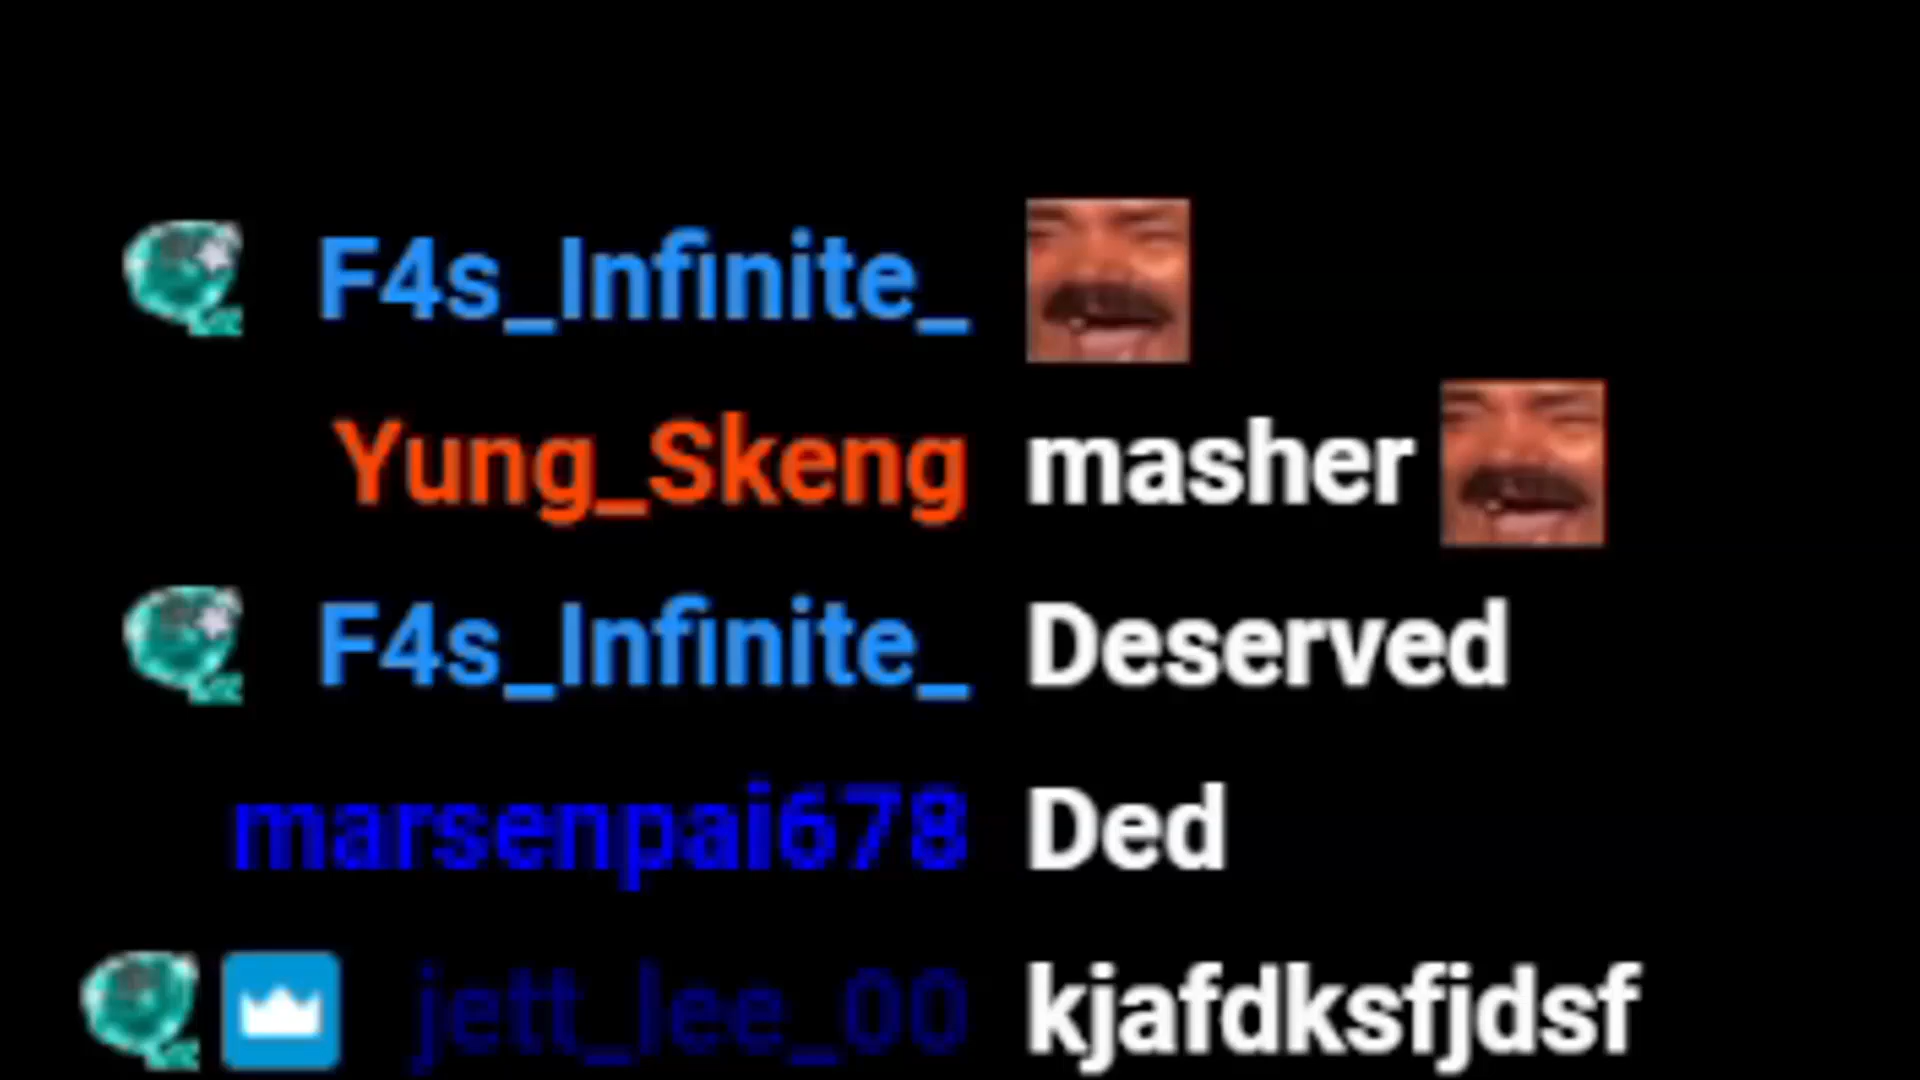 F4s_Infinite_
Yung_Skeng masher
F4s_Infinite_ Deserved
marsenpai678 Ded
jett_lee_00 kjafdksfjdsf